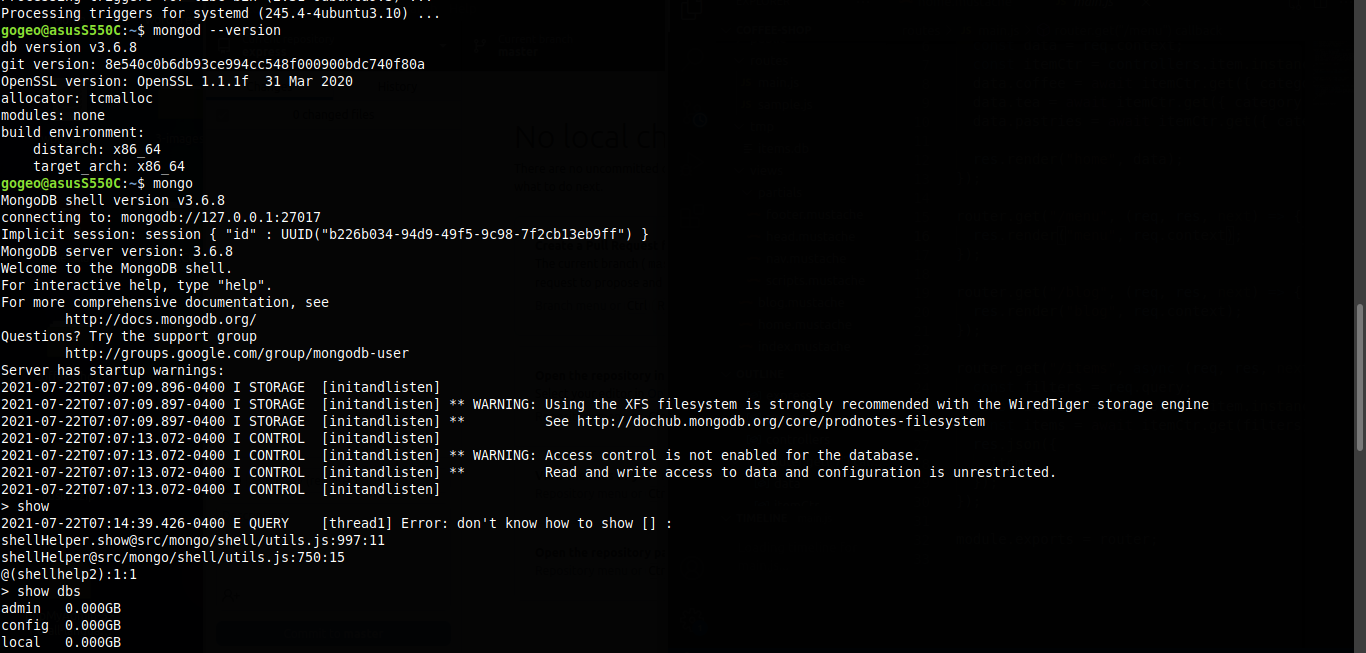 Processing triggers for systemd (245.4-4ubuntu3.10) ...
gogeo@asusS550C:~$ mongod --version
db version v3.6.8
git version: 8e540c0b6db93ce994cc548f000900bdc740f80a
OpenSSL version: OpenSSL 1.1.1f  31 Mar 2020
allocator: tcmalloc
modules: none
build environment:
    distarch: x86_64
    target_arch: x86_64
gogeo@asusS550C:~$ mongo
MongoDB shell version v3.6.8
connecting to: mongodb://127.0.0.1:27017
Implicit session: session { "id" : UUID("b226b034-94d9-49f5-9c98-7f2cb13eb9ff") }
MongoDB server version: 3.6.8
Welcome to the MongoDB shell.
For interactive help, type "help".
For more comprehensive documentation, see
        http://docs.mongodb.org/
Questions? Try the support group
        http://groups.google.com/group/mongodb-user
Server has startup warnings:
2021-07-22T07:07:09.896-0400 I STORAGE  [initandlisten]
2021-07-22T07:07:09.897-0400 I STORAGE  [initandlisten] ** WARNING: Using the XFS filesystem is strongly recommended with the WiredTiger storage engine
2021-07-22T07:07:09.897-0400 I STORAGE  [initandlisten] **          See http://dochub.mongodb.org/core/prodnotes-filesystem
2021-07-22T07:07:13.072-0400 I CONTROL  [initandlisten]
2021-07-22T07:07:13.072-0400 I CONTROL  [initandlisten] ** WARNING: Access control is not enabled for the database.
2021-07-22T07:07:13.072-0400 I CONTROL  [initandlisten] **          Read and write access to data and configuration is unrestricted.
2021-07-22T07:07:13.072-0400 I CONTROL  [initandlisten]
> show
2021-07-22T07:14:39.426-0400 E QUERY    [thread1] Error: don't know how to show [] :
shellHelper.show@src/mongo/shell/utils.js:997:11
shellHelper@src/mongo/shell/utils.js:750:15
@(shellhelp2):1:1
> show dbs
admin   0.000GB
config  0.000GB
local   0.000GB
No local ch